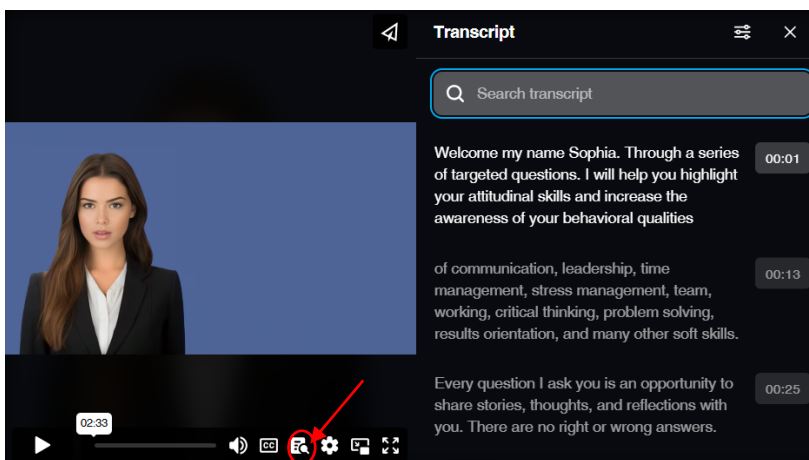 Transcript
Search transcript
Welcome my name Sophia. Through a series
of targeted questions. I will help you highlight
your attitudinal skills and increase the
awareness of your behavioral qualities
00:01
of communication, leadership, time
management, stress management, team,
working, critical thinking, problem solving,
results orientation, and many other soft skills.
00:13
Every question I ask you is an opportunity to
share stories, thoughts, and reflections with
you. There are no right or wrong answers.
00:25
02:33
CC